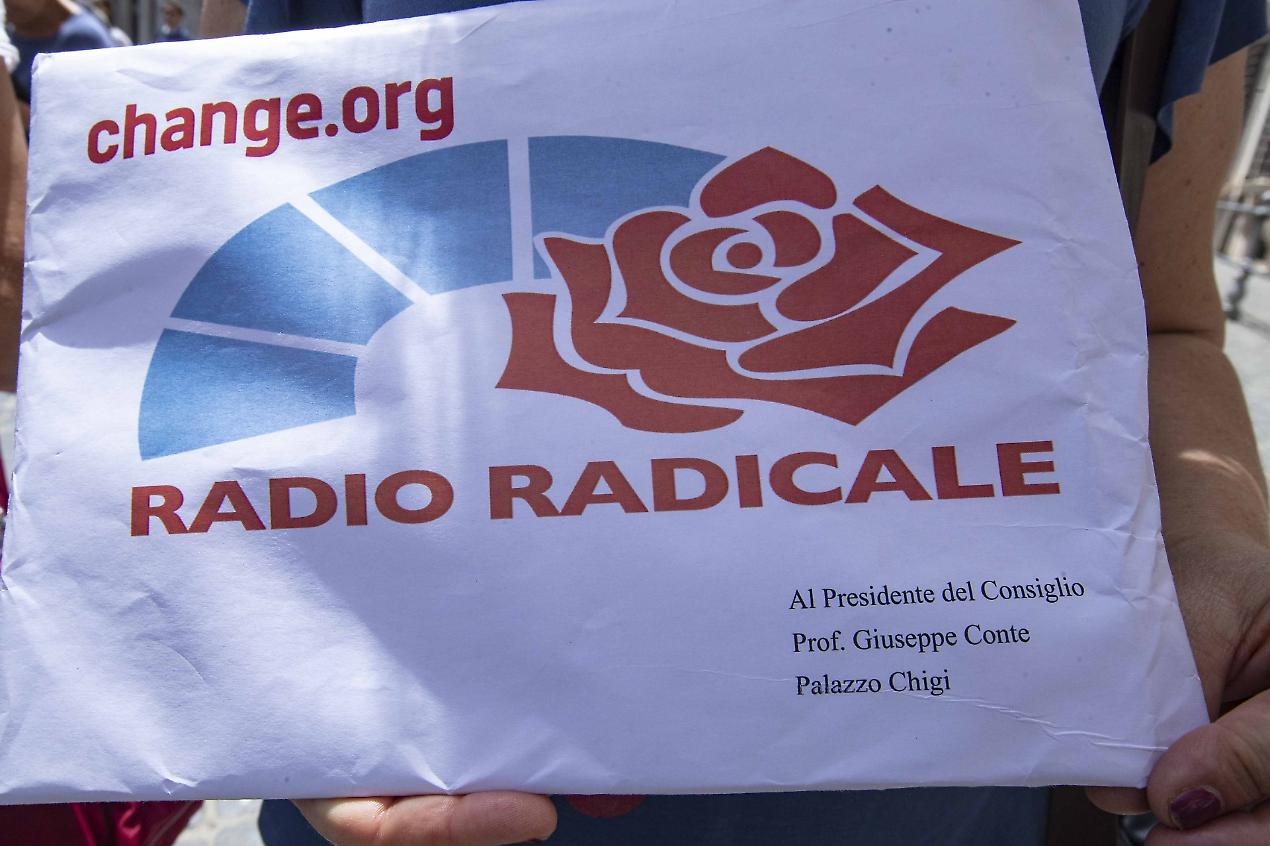 change.org
RADIO RADICALE
Al Presidente del Consiglio
Prof. Giuseppe Conte
Palazzo Chigi